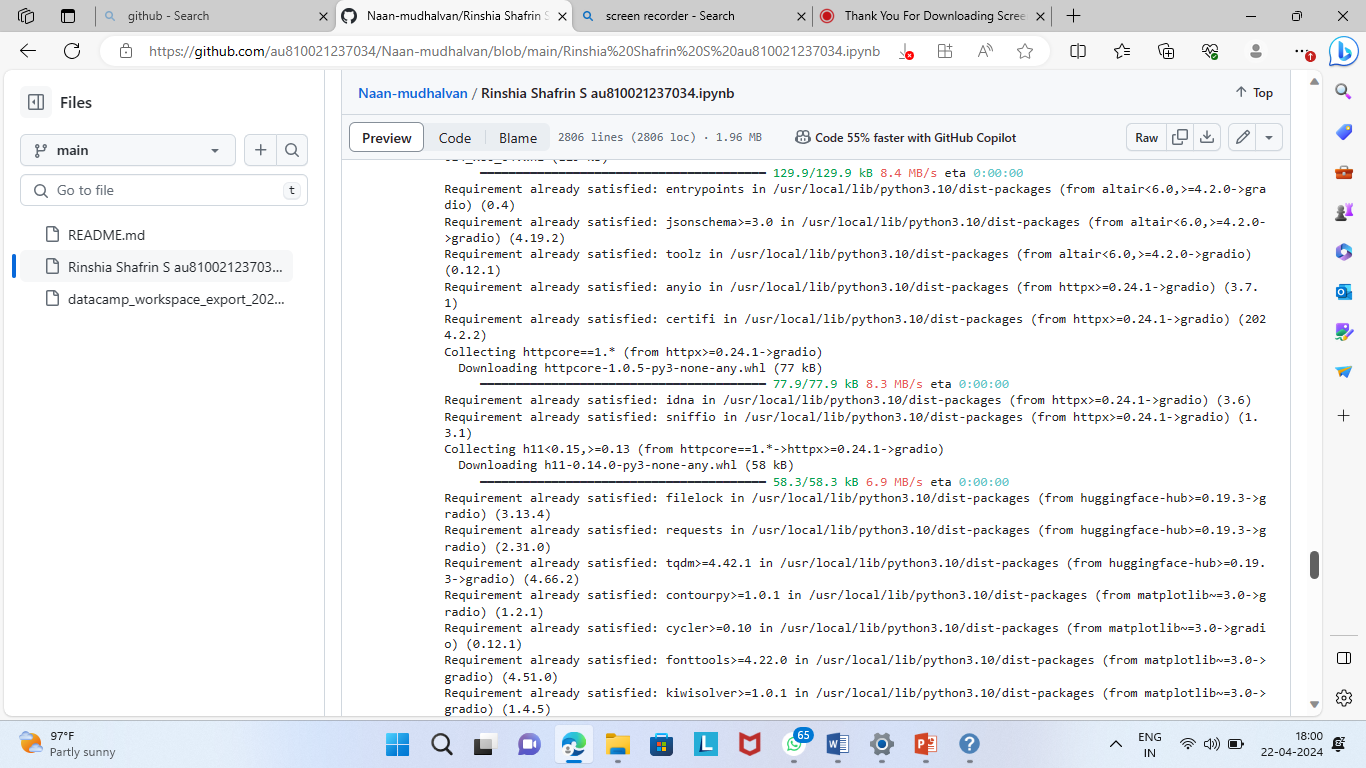 github - Search
Naan-mudhalvan/Rinshia Shafrin S
screen recorder - Search
Thank You For Downloading Scree
https://github.com/au810021237034/Naan-mudhalvan/blob/main/Rinshia%20Shafrin%20S%20au810021237034.ipynb
Files
main
Go to file
t
README.md
Rinshia Shafrin S au81002123703...
datacamp_workspace_export_202...
Naan-mudhalvan / Rinshia Shafrin S au810021237034.ipynb
Top
Preview
Code
Blame
2806 lines (2806 loc) · 1.96 MB
Code 55% faster with GitHub Copilot
Raw
129.9/129.9 kB 8.4 MB/s eta 0:00:00
Requirement already satisfied: entrypoints in /usr/local/lib/python3.10/dist-packages (from altair<6.0,>=4.2.0->gra
dio) (0.4)
Requirement already satisfied: jsonschema>=3.0 in /usr/local/lib/python3.10/dist-packages (from altair<6.0,>=4.2.0-
>gradio) (4.19.2)
Requirement already satisfied: toolz in /usr/local/lib/python3.10/dist-packages (from altair<6.0,>=4.2.0->gradio)
(0.12.1)
Requirement already satisfied: anyio in /usr/local/lib/python3.10/dist-packages (from httpx>=0.24.1->gradio) (3.7.
1)
Requirement already satisfied: certifi in /usr/local/lib/python3.10/dist-packages (from httpx>=0.24.1->gradio) (202
4.2.2)
Collecting httpcore==1.* (from httpx>=0.24.1->gradio)
Downloading httpcore-1.0.5-py3-none-any.whl (77 kB)
77.9/77.9 kB 8.3 MB/s eta 0:00:00
Requirement already satisfied: idna in /usr/local/lib/python3.10/dist-packages (from httpx>=0.24.1->gradio) (3.6)
Requirement already satisfied: sniffio in /usr/local/lib/python3.10/dist-packages (from httpx>=0.24.1->gradio) (1.
3.1)
Collecting h11<0.15,>=0.13 (from httpcore==1.*->httpx>=0.24.1->gradio)
Downloading h11-0.14.0-py3-none-any.whl (58 kB)
58.3/58.3 kB 6.9 MB/s eta 0:00:00
Requirement already satisfied: filelock in /usr/local/lib/python3.10/dist-packages (from huggingface-hub>=0.19.3->g
radio) (3.13.4)
Requirement already satisfied: requests in /usr/local/lib/python3.10/dist-packages (from huggingface-hub>=0.19.3->g
radio) (2.31.0)
Requirement already satisfied: tqdm>=4.42.1 in /usr/local/lib/python3.10/dist-packages (from huggingface-hub>=0.19.
3->gradio) (4.66.2)
Requirement already satisfied: contourpy>=1.0.1 in /usr/local/lib/python3.10/dist-packages (from matplotlib~=3.0->g
radio) (1.2.1)
Requirement already satisfied: cycler>=0.10 in /usr/local/lib/python3.10/dist-packages (from matplotlib~=3.0->gradi
o) (0.12.1)
Requirement already satisfied: fonttools>=4.22.0 in /usr/local/lib/python3.10/dist-packages (from matplotlib~=3.0->
gradio) (4.51.0)
Requirement already satisfied: kiwisolver>=1.0.1 in /usr/local/lib/python3.10/dist-packages (from matplotlib~=3.0->
gradio) (1.4.5)
97°F
Partly sunny
65
ENG
IN
18:00
22-04-2024